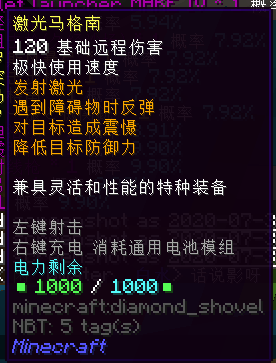 激光马格南
120 基础远程伤害
极快使用速度
发射激光
遇到障碍物时反弹
对目标造成震慑
降低目标防御力
兼具灵活和性能的特种装备
左键射击
右键充电 消耗通用电池模组
电力剩余
1000 / 1000
minecraft:diamond_shovel
NBT: 5 tag(s)
Minecraft